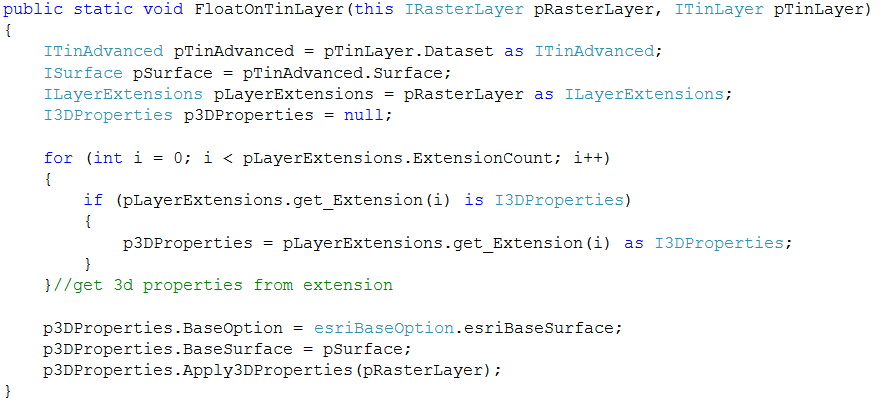 public static void FloatOnTinLayer(this IRasterLayer pRasterLayer, ITinLayer pTinLayer)
{
    ITinAdvanced pTinAdvanced = pTinLayer.Dataset as ITinAdvanced;
    ISurface pSurface = pTinAdvanced.Surface;
    ILayerExtensions pLayerExtensions = pRasterLayer as ILayerExtensions;
    I3DProperties p3DProperties = null;

    for (int i = 0; i < pLayerExtensions.ExtensionCount; i++)
    {
        if (pLayerExtensions.get_Extension(i) is I3DProperties)
        {
            p3DProperties = pLayerExtensions.get_Extension(i) as I3DProperties;
        }
    }//get 3d properties from extension

    p3DProperties.BaseOption = esriBaseOption.esriBaseSurface;
    p3DProperties.BaseSurface = pSurface;
    p3DProperties.Apply3DProperties(pRasterLayer);
}